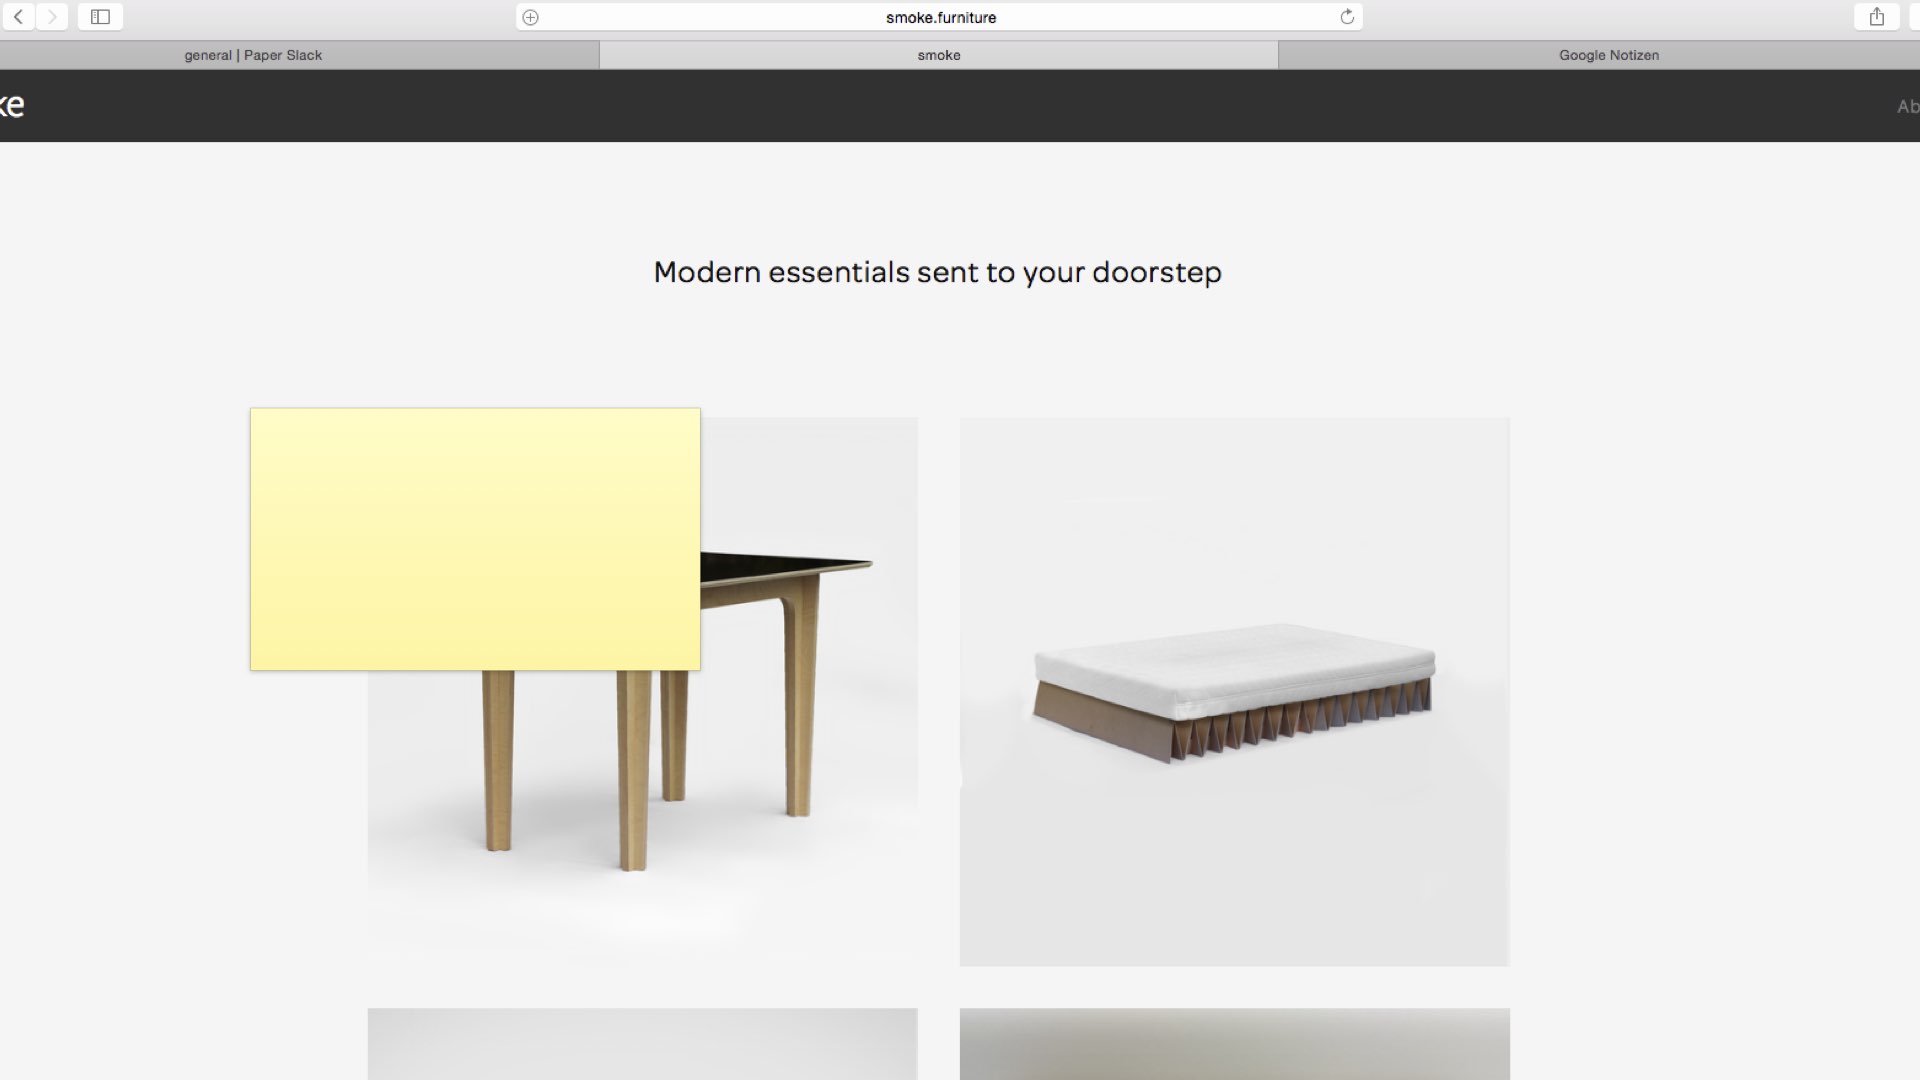 smoke.furniture
general | Paper Slack
smoke
Google Notizen
ke
Ab
Modern essentials sent to your doorstep